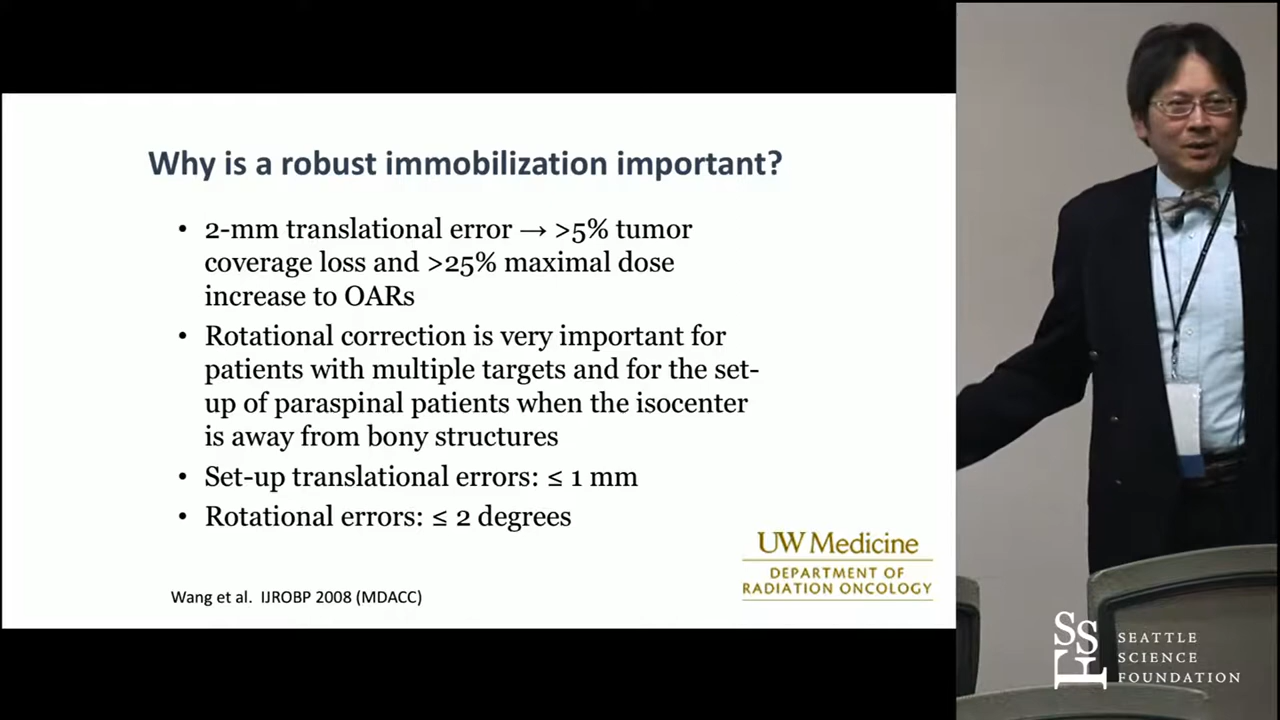 Why is a robust immobilization important?
• 2-mm translational error → >5% tumor
coverage loss and >25% maximal dose
increase to OARs
• Rotational correction is very important for
patients with multiple targets and for the set-
up of paraspinal patients when the isocenter
is away from bony structures
• Set-up translational errors: ≤ 1 mm
• Rotational errors: ≤ 2 degrees
Wang et al. IJROBP 2008 (MDACC)
UW Medicine
DEPARTMENT OF
RADIATION ONCOLOGY
SSF
SEATTLE
SCIENCE
FOUNDATION